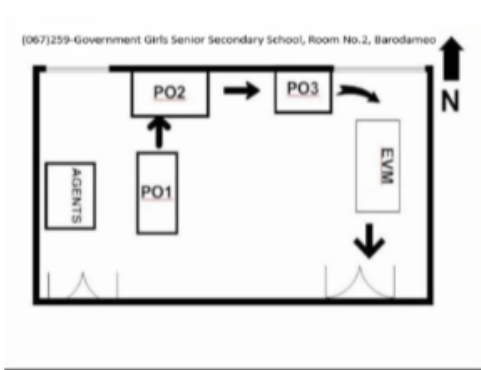 (067)259-Government Girls Senior Secondary School, Room No.2, Barodameo
N
PO2
PO3
AGENTS
PO1
EVM